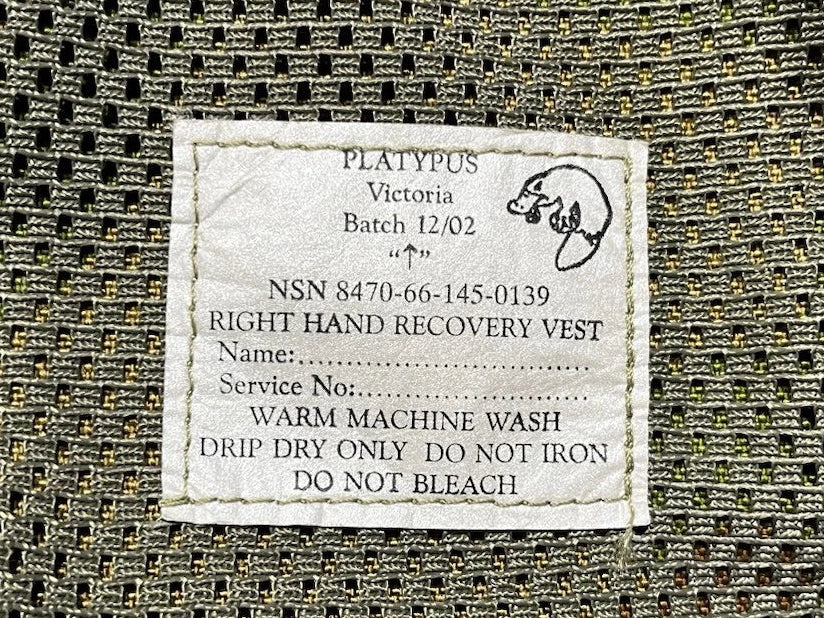 PLATYPUS
Victoria
Batch 12/02
“↑”
NSN 8470-66-145-0139
RIGHT HAND RECOVERY VEST
Name:.................................
Service No:..........................
WARM MACHINE WASH
DRIP DRY ONLY DO NOT IRON
DO NOT BLEACH